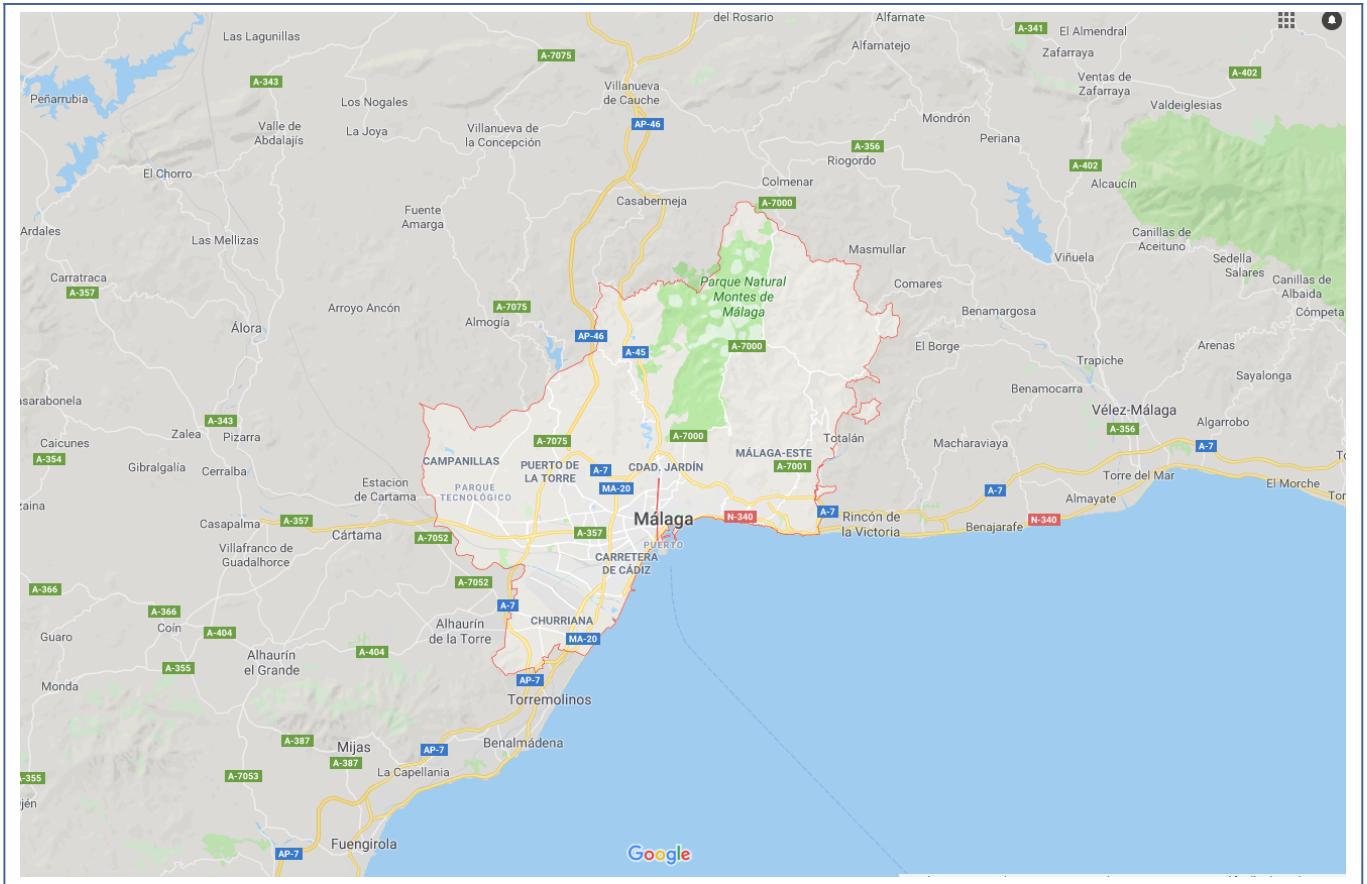 del Rosario
Alfarnate
A-341
El Almendral
Las Lagunillas
Alfarnatejo
Zafarraya
A-7075
A-343
A-402
Ventas de
Zafarraya
Peñarrubia
Los Nogales
Villanueva
de Cauche
Valdeiglesias
Valle de
Abdalajís
La Joya
Villanueva de
la Concepción
AP-46
Mondrón
Periana
A-356
Riogordo
A-402
El Chorro
Colmenar
Alcaucín
Casabermeja
A-7000
Fuente
Amarga
Ardales
Las Mellizas
Canillas de
Aceituno
Masmullar
Viñuela
Sedella
Salares
Carratraca
A-357
Parque Natural
Montes de
Málaga
Comares
Canillas de
Albaida
Arroyo Ancón
A-7075
Almogía
Benamargosa
Cómpeta
Álora
AP-46
A-45
A-7000
El Borge
Arenas
Trapiche
Sayalonga
Benamocarra
asarabonela
A-343
Vélez-Málaga
Algarrobo
A-356
Zalea
Pizarra
Caicunes
A-354
A-7075
A-7000
Totalán
Macharaviaya
A-7
Gibralgalía
Cerralba
CAMPANILLAS
PUERTO DE
LA TORRE
A-7
CDAD. JARDÍN
MÁLAGA-ESTE
A-7001
Torre del Mar
El Morche
Estacion
de Cartama
PARQUE
TECNOLÓGICO
MA-20
A-7
Almayate
Tor
zaina
Casapalma
A-357
Cártama
A-7052
A-357
Málaga
N-340
A-7
Rincón de
la Victoria
Benajarafe
N-340
PUERTO
Villafranco de
Guadalhorce
CARRETERA
DE CÁDIZ
A-7052
A-366
A-366
A-7
Coín
A-404
Alhaurín
de la Torre
CHURRIANA
MA-20
Guaro
A-404
Alhaurín
el Grande
A-355
Monda
AP-7
Torremolinos
A-387
Mijas
A-387
AP-7
Benalmádena
A-355
A-7053
La Capellania
jén
Fuengirola
AP-7
Google